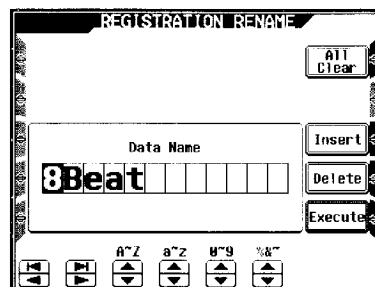 REGISTRATION RENAME
All
Clear
Data Name
Insert
8Beat
Delete
Execute
A~Z a~z 0~9 %&~